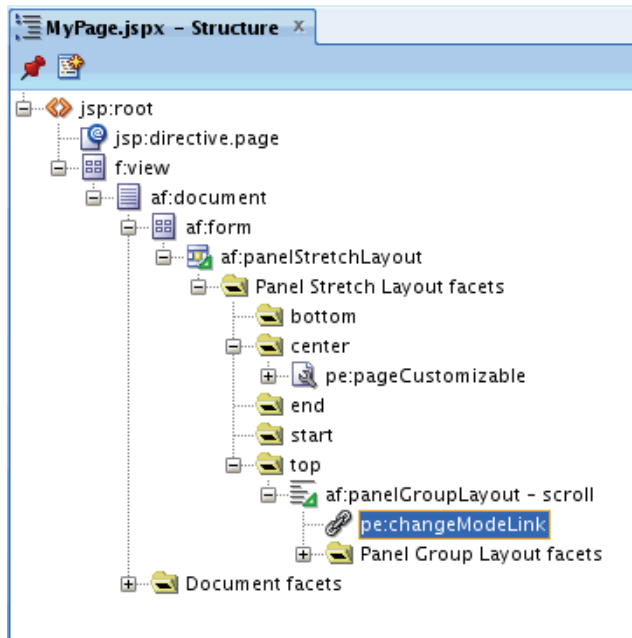 MyPage.jspx - Structure x
jsp:root
jsp:directive.page
f:view
af:document
af:form
af:panelStretchLayout
Panel Stretch Layout facets
bottom
center
pe:pageCustomizable
end
start
top
af:panelGroupLayout - scroll
pe:changeModeLink
Panel Group Layout facets
Document facets